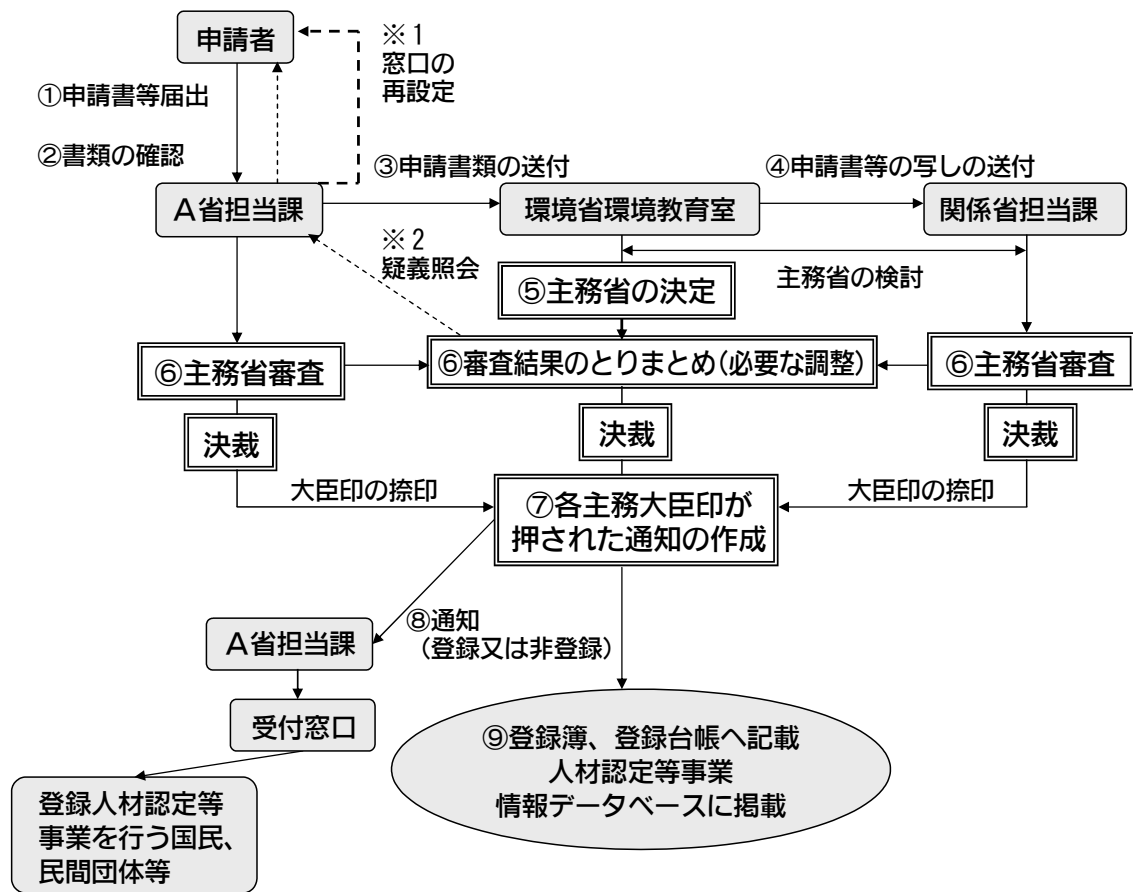 申請者
※1
窓口の
再設定
①申請書等届出
②書類の確認
③申請書類の送付
④申請書等の写しの送付
A省担当課
環境省環境教育室
関係省担当課
※2
疑義照会
主務省の検討
⑤主務省の決定
⑥主務省審査
⑥審査結果のとりまとめ(必要な調整)
⑥主務省審査
決裁
決裁
決裁
大臣印の捺印
大臣印の捺印
⑦各主務大臣印が
押された通知の作成
⑧通知
(登録又は非登録)
A省担当課
受付窓口
⑨登録簿、登録台帳へ記載
人材認定等事業
情報データベースに掲載
登録人材認定等
事業を行う国民、
民間団体等